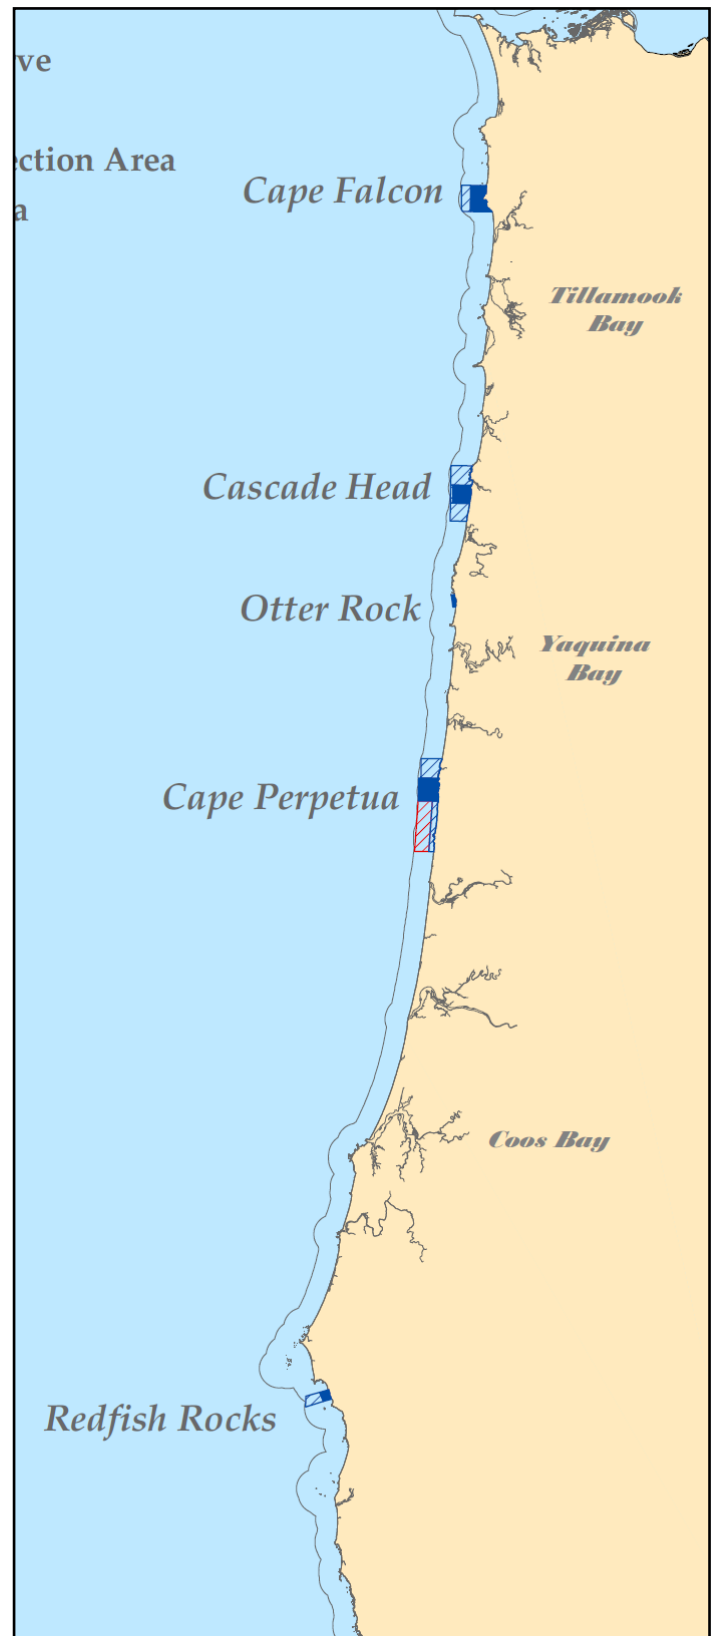 ve
ection Area
a
Cape Falcon
Tillamook
Bay
Cascade Head
Otter Rock
Yaquina
Bay
Cape Perpetua
Coos Bay
Redfish Rocks